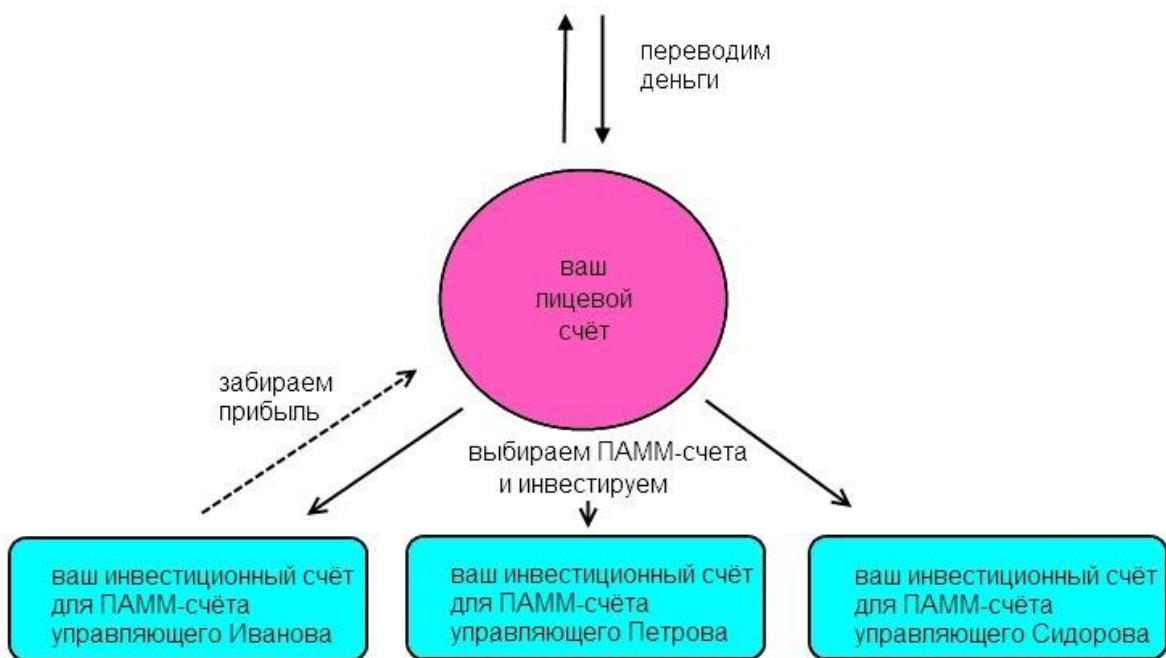 переводим
деньги
ваш
лицевой
счёт
забираем
прибыль
выбираем ПАММ-счета
и инвестируем
ваш инвестиционный счёт
для ПАММ-счёта
управляющего Иванова
ваш инвестиционный счёт
для ПАММ-счёта
управляющего Петрова
ваш инвестиционный счёт
для ПАММ-счёта
управляющего Сидорова